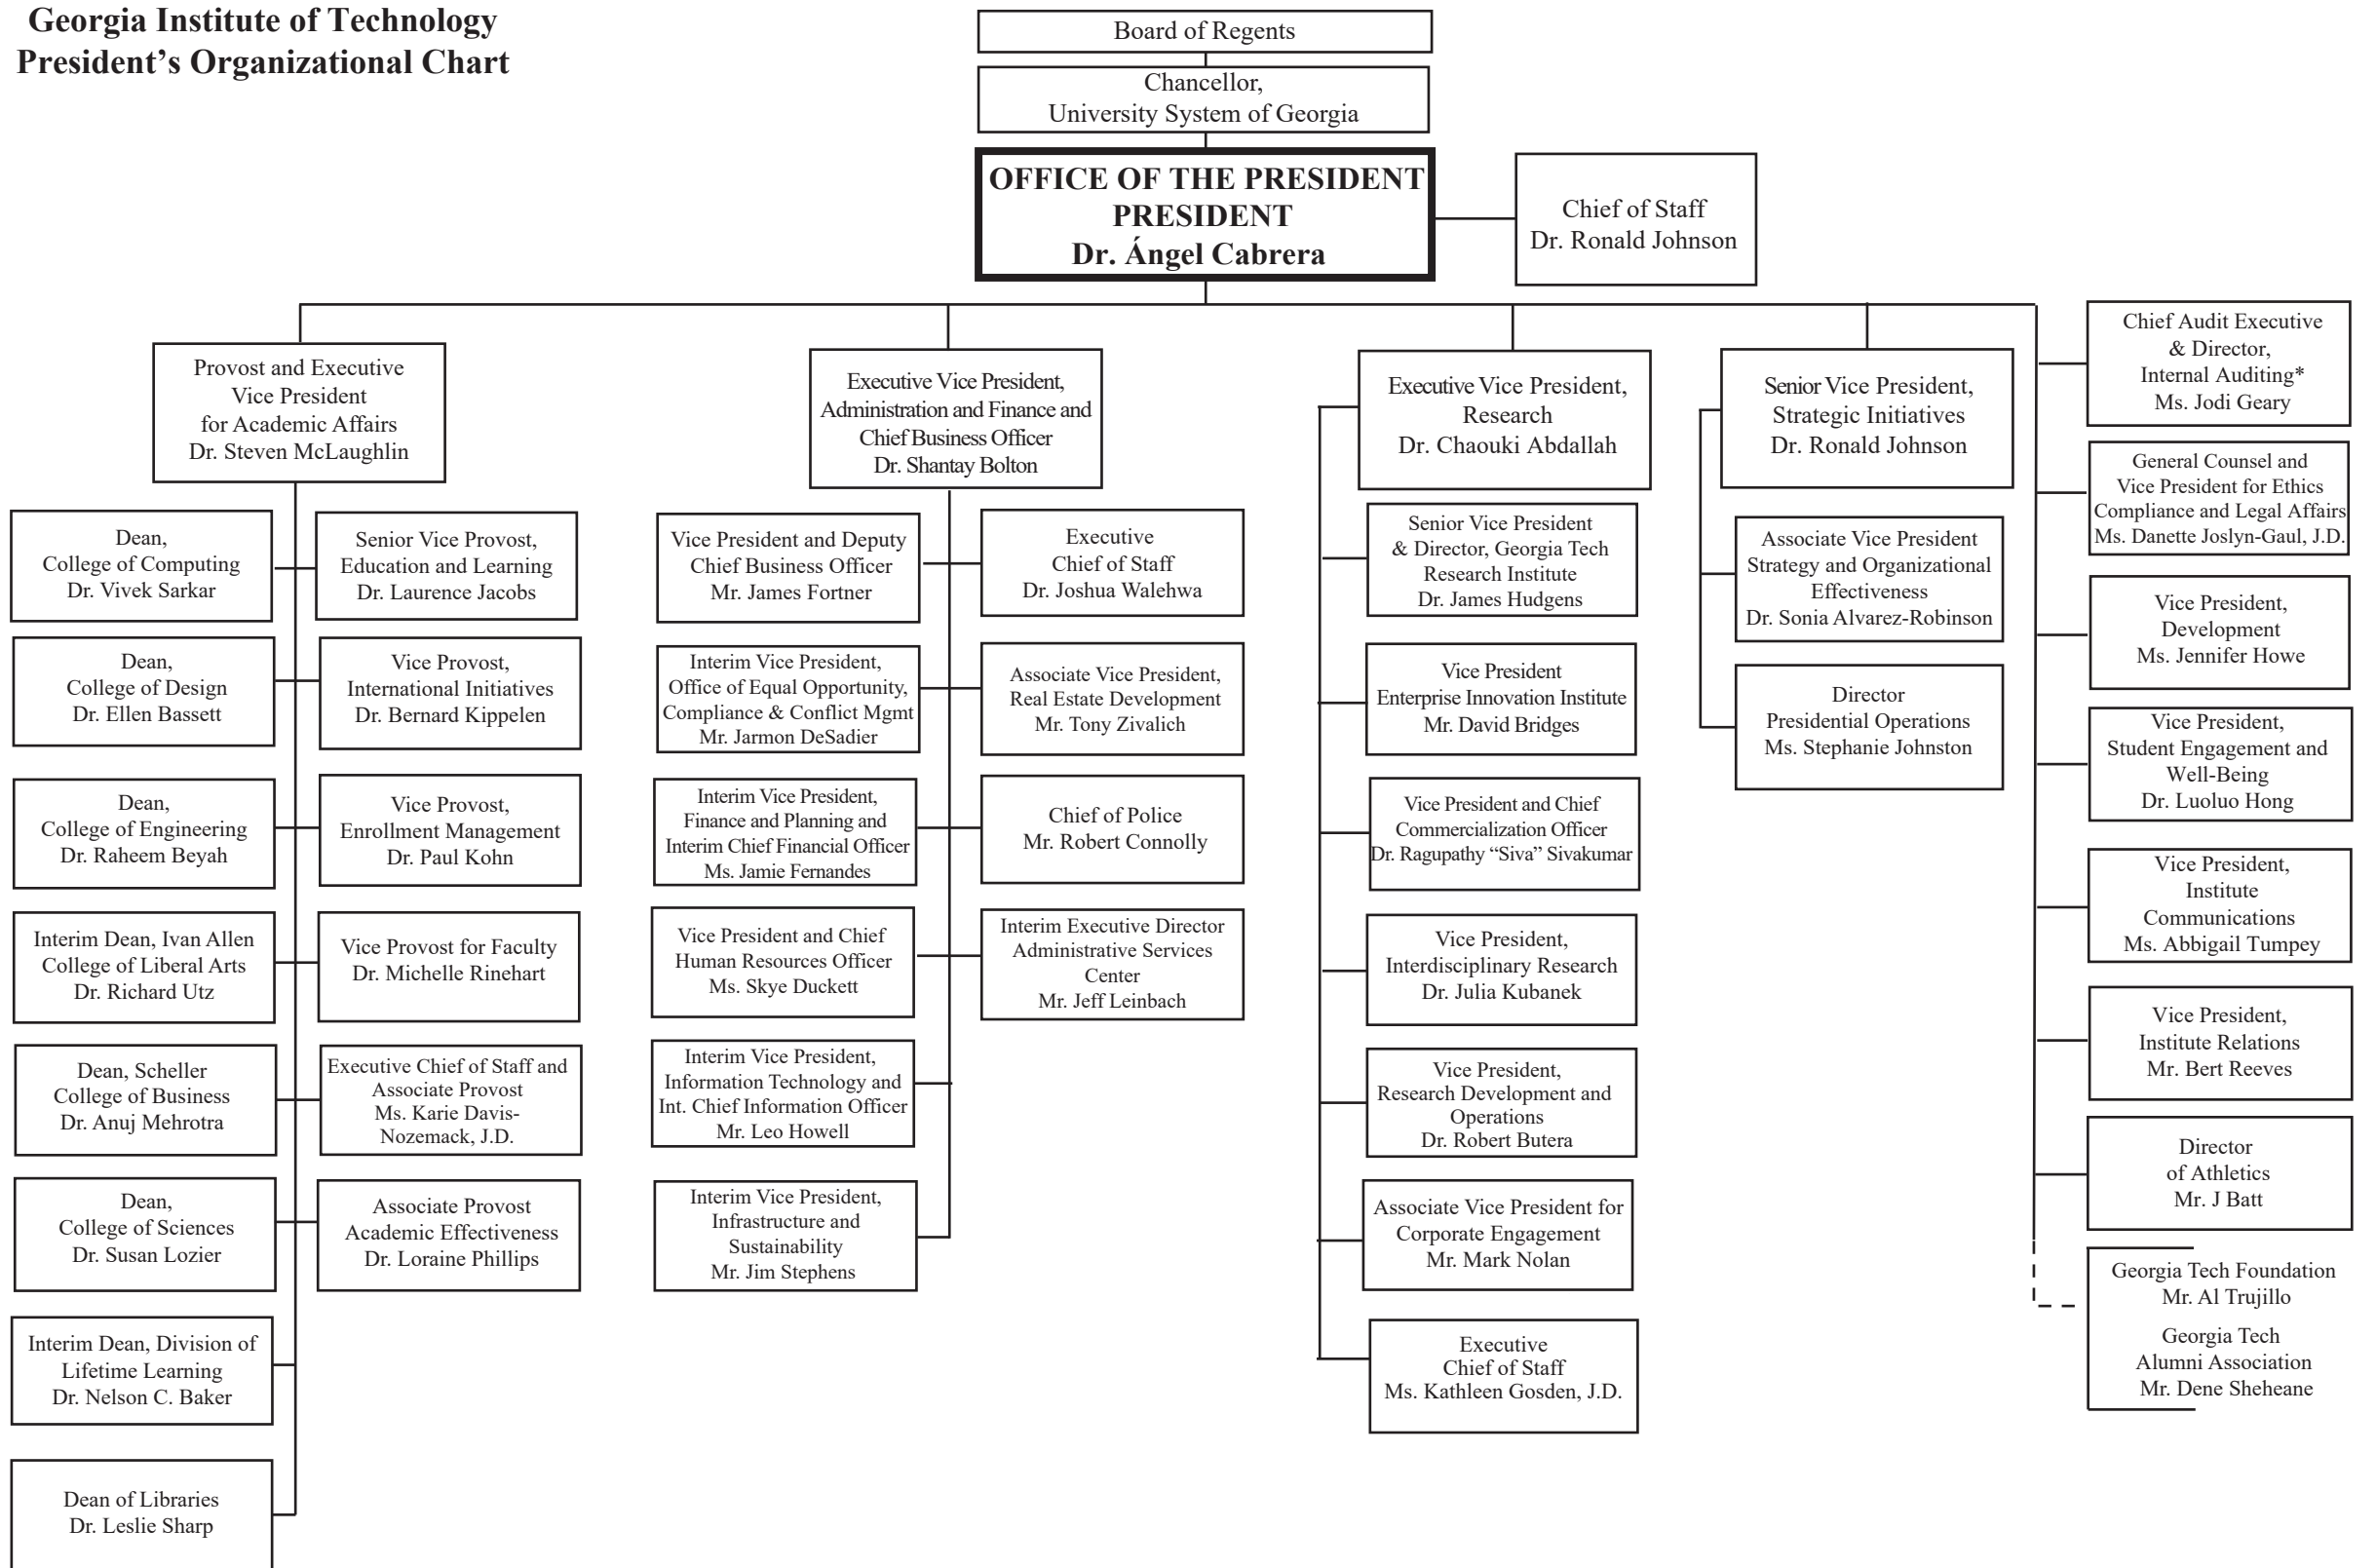 Georgia Institute of Technology
President’s Organizational Chart
Board of Regents
Chancellor,
University System of Georgia
OFFICE OF THE PRESIDENT
PRESIDENT
Dr. Ángel Cabrera
Chief of Staff
Dr. Ronald Johnson
Provost and Executive
Vice President
for Academic Affairs
Dr. Steven McLaughlin
Dean,
College of Computing
Dr. Vivek Sarkar
Senior Vice Provost,
Education and Learning
Dr. Laurence Jacobs
Dean,
College of Design
Dr. Ellen Bassett
Vice Provost,
International Initiatives
Dr. Bernard Kippelen
Dean,
College of Engineering
Dr. Raheem Beyah
Vice Provost,
Enrollment Management
Dr. Paul Kohn
Interim Dean, Ivan Allen
College of Liberal Arts
Dr. Richard Utz
Vice Provost for Faculty
Dr. Michelle Rinehart
Dean, Scheller
College of Business
Dr. Anuj Mehrotra
Executive Chief of Staff and
Associate Provost
Ms. Karie Davis-
Nozemack, J.D.
Dean,
College of Sciences
Dr. Susan Lozier
Associate Provost
Academic Effectiveness
Dr. Loraine Phillips
Interim Dean, Division of
Lifetime Learning
Dr. Nelson C. Baker
Dean of Libraries
Dr. Leslie Sharp
Executive Vice President,
Administration and Finance and
Chief Business Officer
Dr. Shantay Bolton
Vice President and Deputy
Chief Business Officer
Mr. James Fortner
Executive
Chief of Staff
Dr. Joshua Walehwa
Interim Vice President,
Office of Equal Opportunity,
Compliance & Conflict Mgmt
Mr. Jarmon DeSadier
Associate Vice President,
Real Estate Development
Mr. Tony Zivalich
Interim Vice President,
Finance and Planning and
Interim Chief Financial Officer
Ms. Jamie Fernandes
Chief of Police
Mr. Robert Connolly
Vice President and Chief
Human Resources Officer
Ms. Skye Duckett
Interim Executive Director
Administrative Services
Center
Mr. Jeff Leinbach
Interim Vice President,
Information Technology and
Int. Chief Information Officer
Mr. Leo Howell
Interim Vice President,
Infrastructure and
Sustainability
Mr. Jim Stephens
Executive Vice President,
Research
Dr. Chaouki Abdallah
Senior Vice President
& Director, Georgia Tech
Research Institute
Dr. James Hudgens
Vice President
Enterprise Innovation Institute
Mr. David Bridges
Vice President and Chief
Commercialization Officer
Dr. Ragupathy “Siva” Sivakumar
Vice President,
Interdisciplinary Research
Dr. Julia Kubanek
Vice President,
Research Development and
Operations
Dr. Robert Butera
Associate Vice President for
Corporate Engagement
Mr. Mark Nolan
Executive
Chief of Staff
Ms. Kathleen Gosden, J.D.
Senior Vice President,
Strategic Initiatives
Dr. Ronald Johnson
Associate Vice President
Strategy and Organizational
Effectiveness
Dr. Sonia Alvarez-Robinson
Director
Presidential Operations
Ms. Stephanie Johnston
Chief Audit Executive
& Director,
Internal Auditing*
Ms. Jodi Geary
General Counsel and
Vice President for Ethics
Compliance and Legal Affairs
Ms. Danette Joslyn-Gaul, J.D.
Vice President,
Development
Ms. Jennifer Howe
Vice President,
Student Engagement and
Well-Being
Dr. Luoluo Hong
Vice President,
Institute
Communications
Ms. Abbigail Tumpey
Vice President,
Institute Relations
Mr. Bert Reeves
Director
of Athletics
Mr. J Batt
Georgia Tech Foundation
Mr. Al Trujillo
Georgia Tech
Alumni Association
Mr. Dene Sheheane